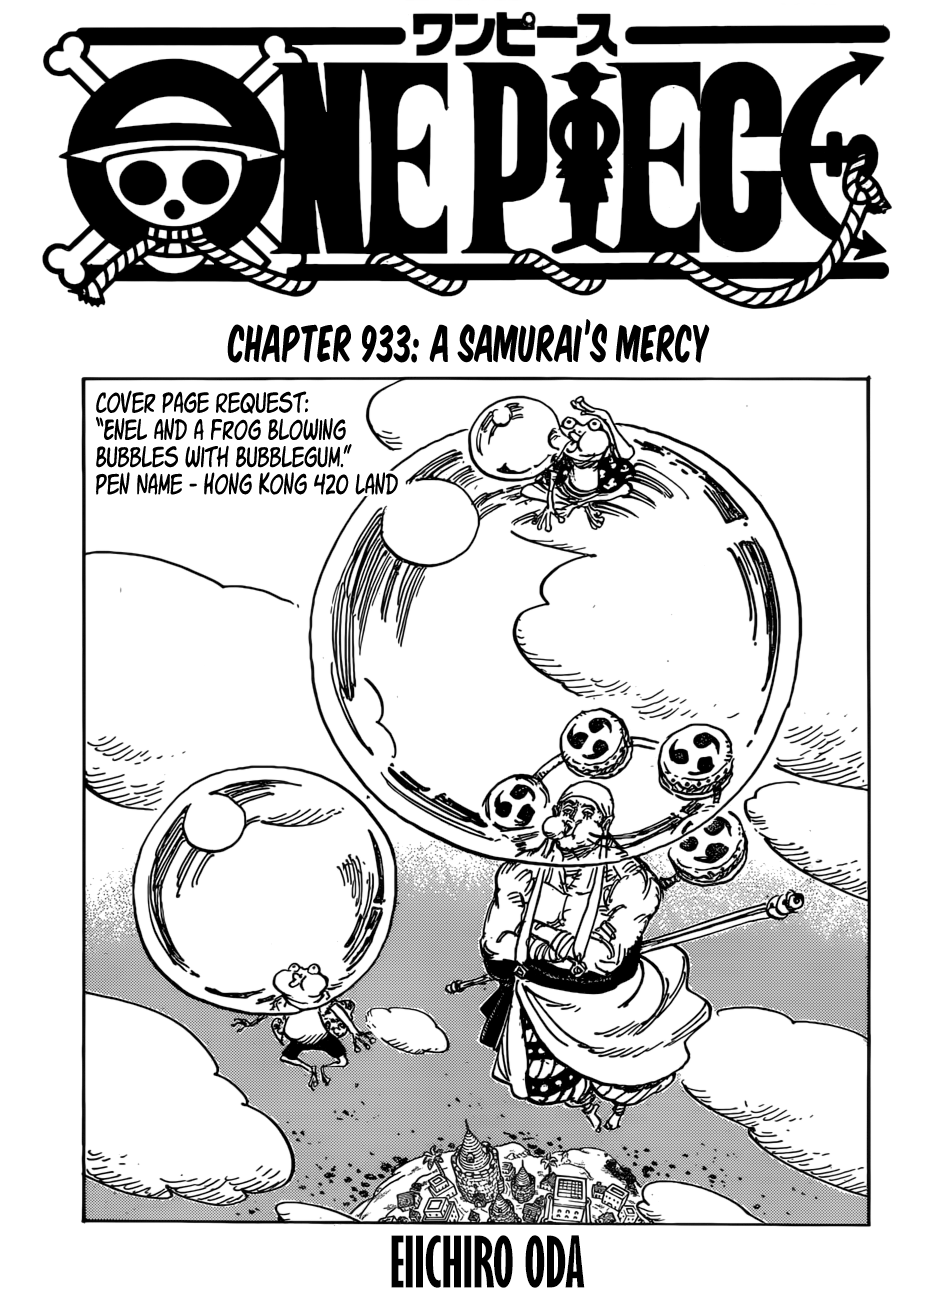 ワンピース
ONE PIECE
CHAPTER 933: A SAMURAI'S MERCY
COVER PAGE REQUEST:
"ENEL AND A FROG BLOWING
BUBBLES WITH BUBBLEGUM."
PEN NAME - HONG KONG 420 LAND
EIICHIRO ODA